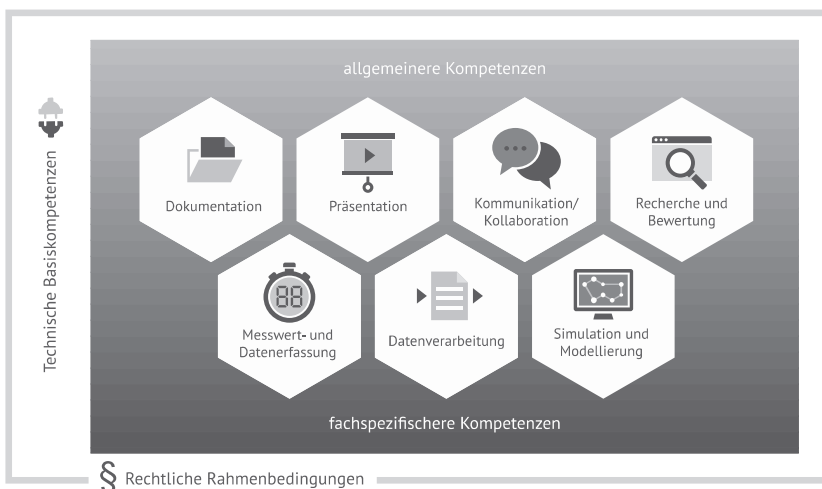 allgemeinere Kompetenzen
Technische Basiskompetenzen
Dokumentation
Präsentation
Kommunikation/
Kollaboration
Recherche und
Bewertung
88
Messwert- und
Datenerfassung
Datenverarbeitung
Simulation und
Modellierung
fachspezifischere Kompetenzen
§ Rechtliche Rahmenbedingungen